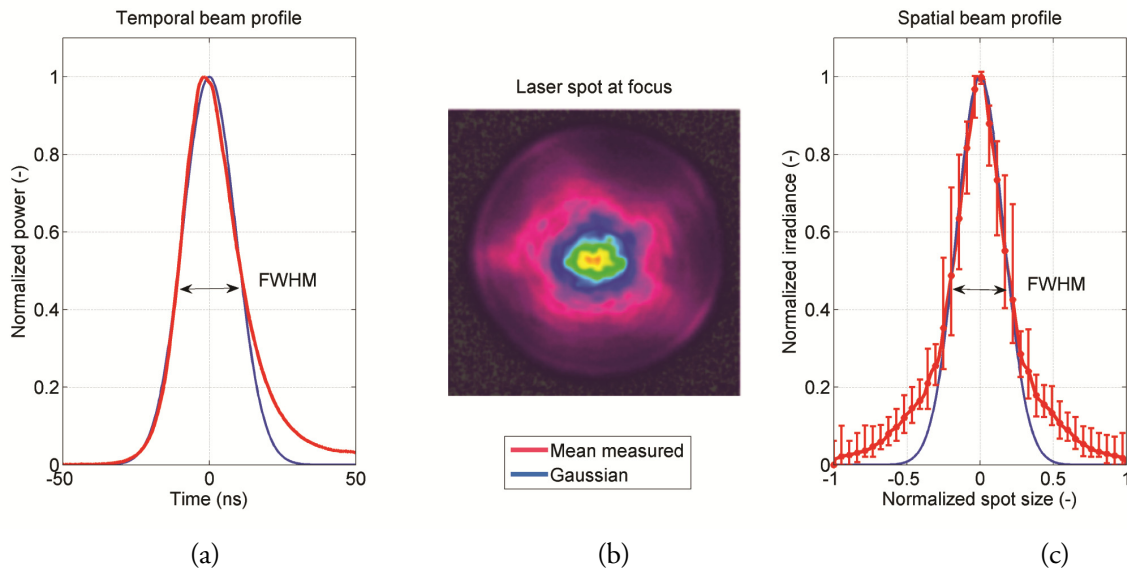 Temporal beam profile
1
0.8
0.6
0.4
0.2
0
-50
0
50
Normalized power (-)
Time (ns)
FWHM
(a)
Laser spot at focus
Mean measured
Gaussian
(b)
Spatial beam profile
1
0.8
0.6
0.4
0.2
0
-1
-0.5
0
0.5
1
Normalized irradiance (-)
Normalized spot size (-)
FWHM
(c)